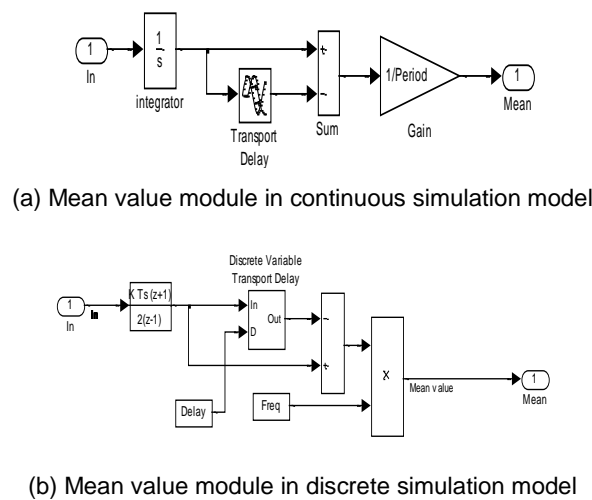 1
In
1
s
integrator
Transport
Delay
+
−
Sum
1/Period
Gain
1
Mean
(a) Mean value module in continuous simulation model
Discrete Variable
Transport Delay
1
In
In
K Ts (z+1)
2(z-1)
In
D
Out
Delay
−
+
Freq
X
Mean value
1
Mean
(b) Mean value module in discrete simulation model